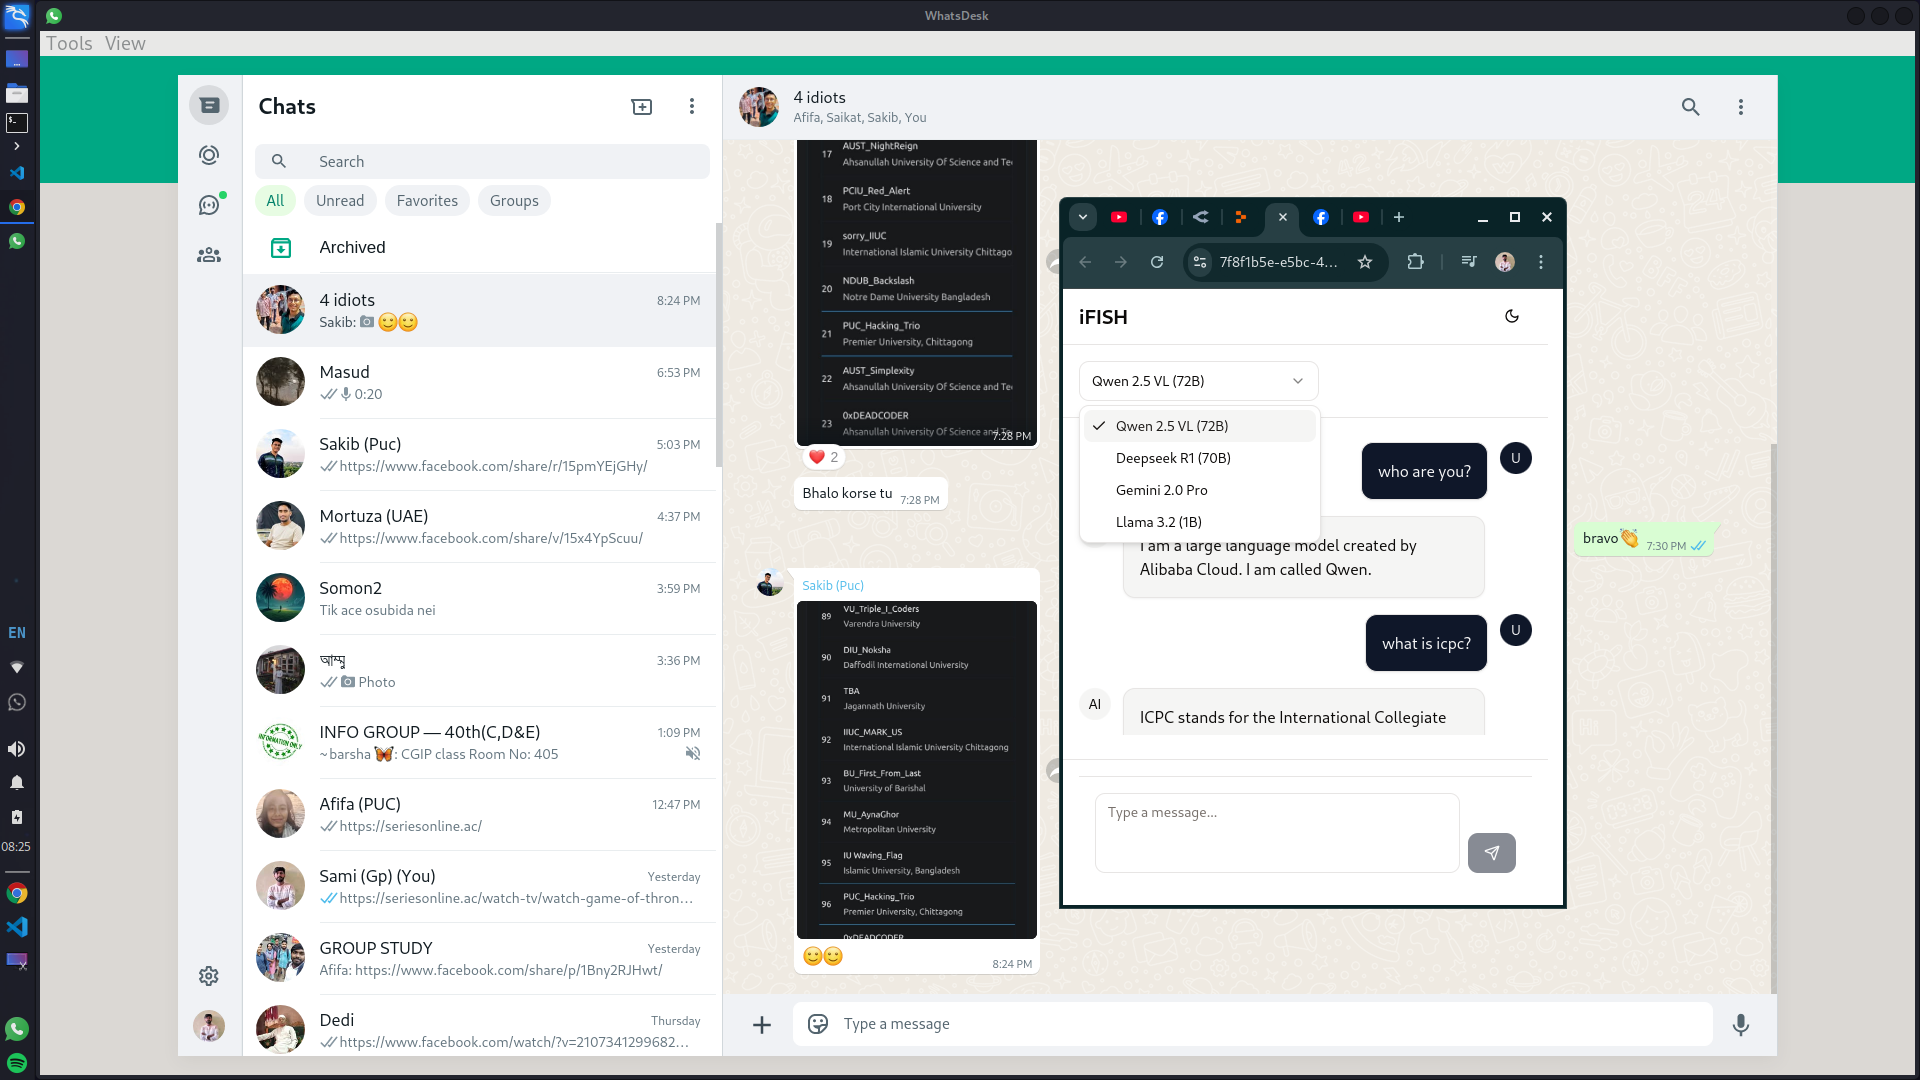 WhatsDesk
Tools View
Chats
Search
All
Unread
Favorites
Groups
Archived
4 idiots
8:24 PM
Sakib:
Masud
6:53 PM
0:20
Sakib (Puc)
5:03 PM
https://www.facebook.com/share/r/15pmYEjGHy/
Mortuza (UAE)
4:37 PM
https://www.facebook.com/share/v/15x4YpScuu/
Somon2
3:59 PM
Tik ace osubida nei
আম্মু
3:36 PM
Photo
INFO GROUP — 40th(C,D&E)
1:09 PM
~barsha 🦋: CGIP class Room No: 405
INFORMATION ONLY
Afifa (PUC)
12:47 PM
https://seriesonline.ac/
Sami (Gp) (You)
Yesterday
https://seriesonline.ac/watch-tv/watch-game-of-thron...
GROUP STUDY
Yesterday
Afifa: https://www.facebook.com/share/p/1Bny2RJHwt/
Dedi
Thursday
https://www.facebook.com/watch/?v=2107341299682...
EN
08:25
4 idiots
Afifa, Saikat, Sakib, You
17 AUST_NightReign
Ahsanullah University Of Science and Te
18 PCIU_Red_Alert
Port City International University
19 sorry_IIUC
International Islamic University Chittago
20 NDUB_Backslash
Notre Dame University Bangladesh
21 PUC_Hacking_Trio
Premier University, Chittagong
22 AUST_Simplexity
Ahsanullah University Of Science and Te
23 0xDEADCODER
Ahsanullah University Of Science and Te
7:28 PM
❤️ 2
Bhalo korse tu 7:28 PM
bravo👏 7:30 PM
Sakib (Puc)
89 VU_Triple_I_Coders
Varendra University
90 DIU_Noksha
Daffodil International University
91 TBA
Jagannath University
92 IIUC_MARK_US
International Islamic University Chittagong
93 BU_First_From_Last
University of Barishal
94 MU_AynaGhor
Metropolitan University
95 IU Waving_Flag
Islamic University, Bangladesh
96 PUC_Hacking_Trio
Premier University, Chittagong
0xDEADCODER
8:24 PM
Type a message
7f8f1b5e-e5bc-4...
iFISH
Qwen 2.5 VL (72B)
Qwen 2.5 VL (72B)
Deepseek R1 (70B)
Gemini 2.0 Pro
Llama 3.2 (1B)
who are you?
U
I am a large language model created by
Alibaba Cloud. I am called Qwen.
what is icpc?
U
AI
ICPC stands for the International Collegiate
Type a message...